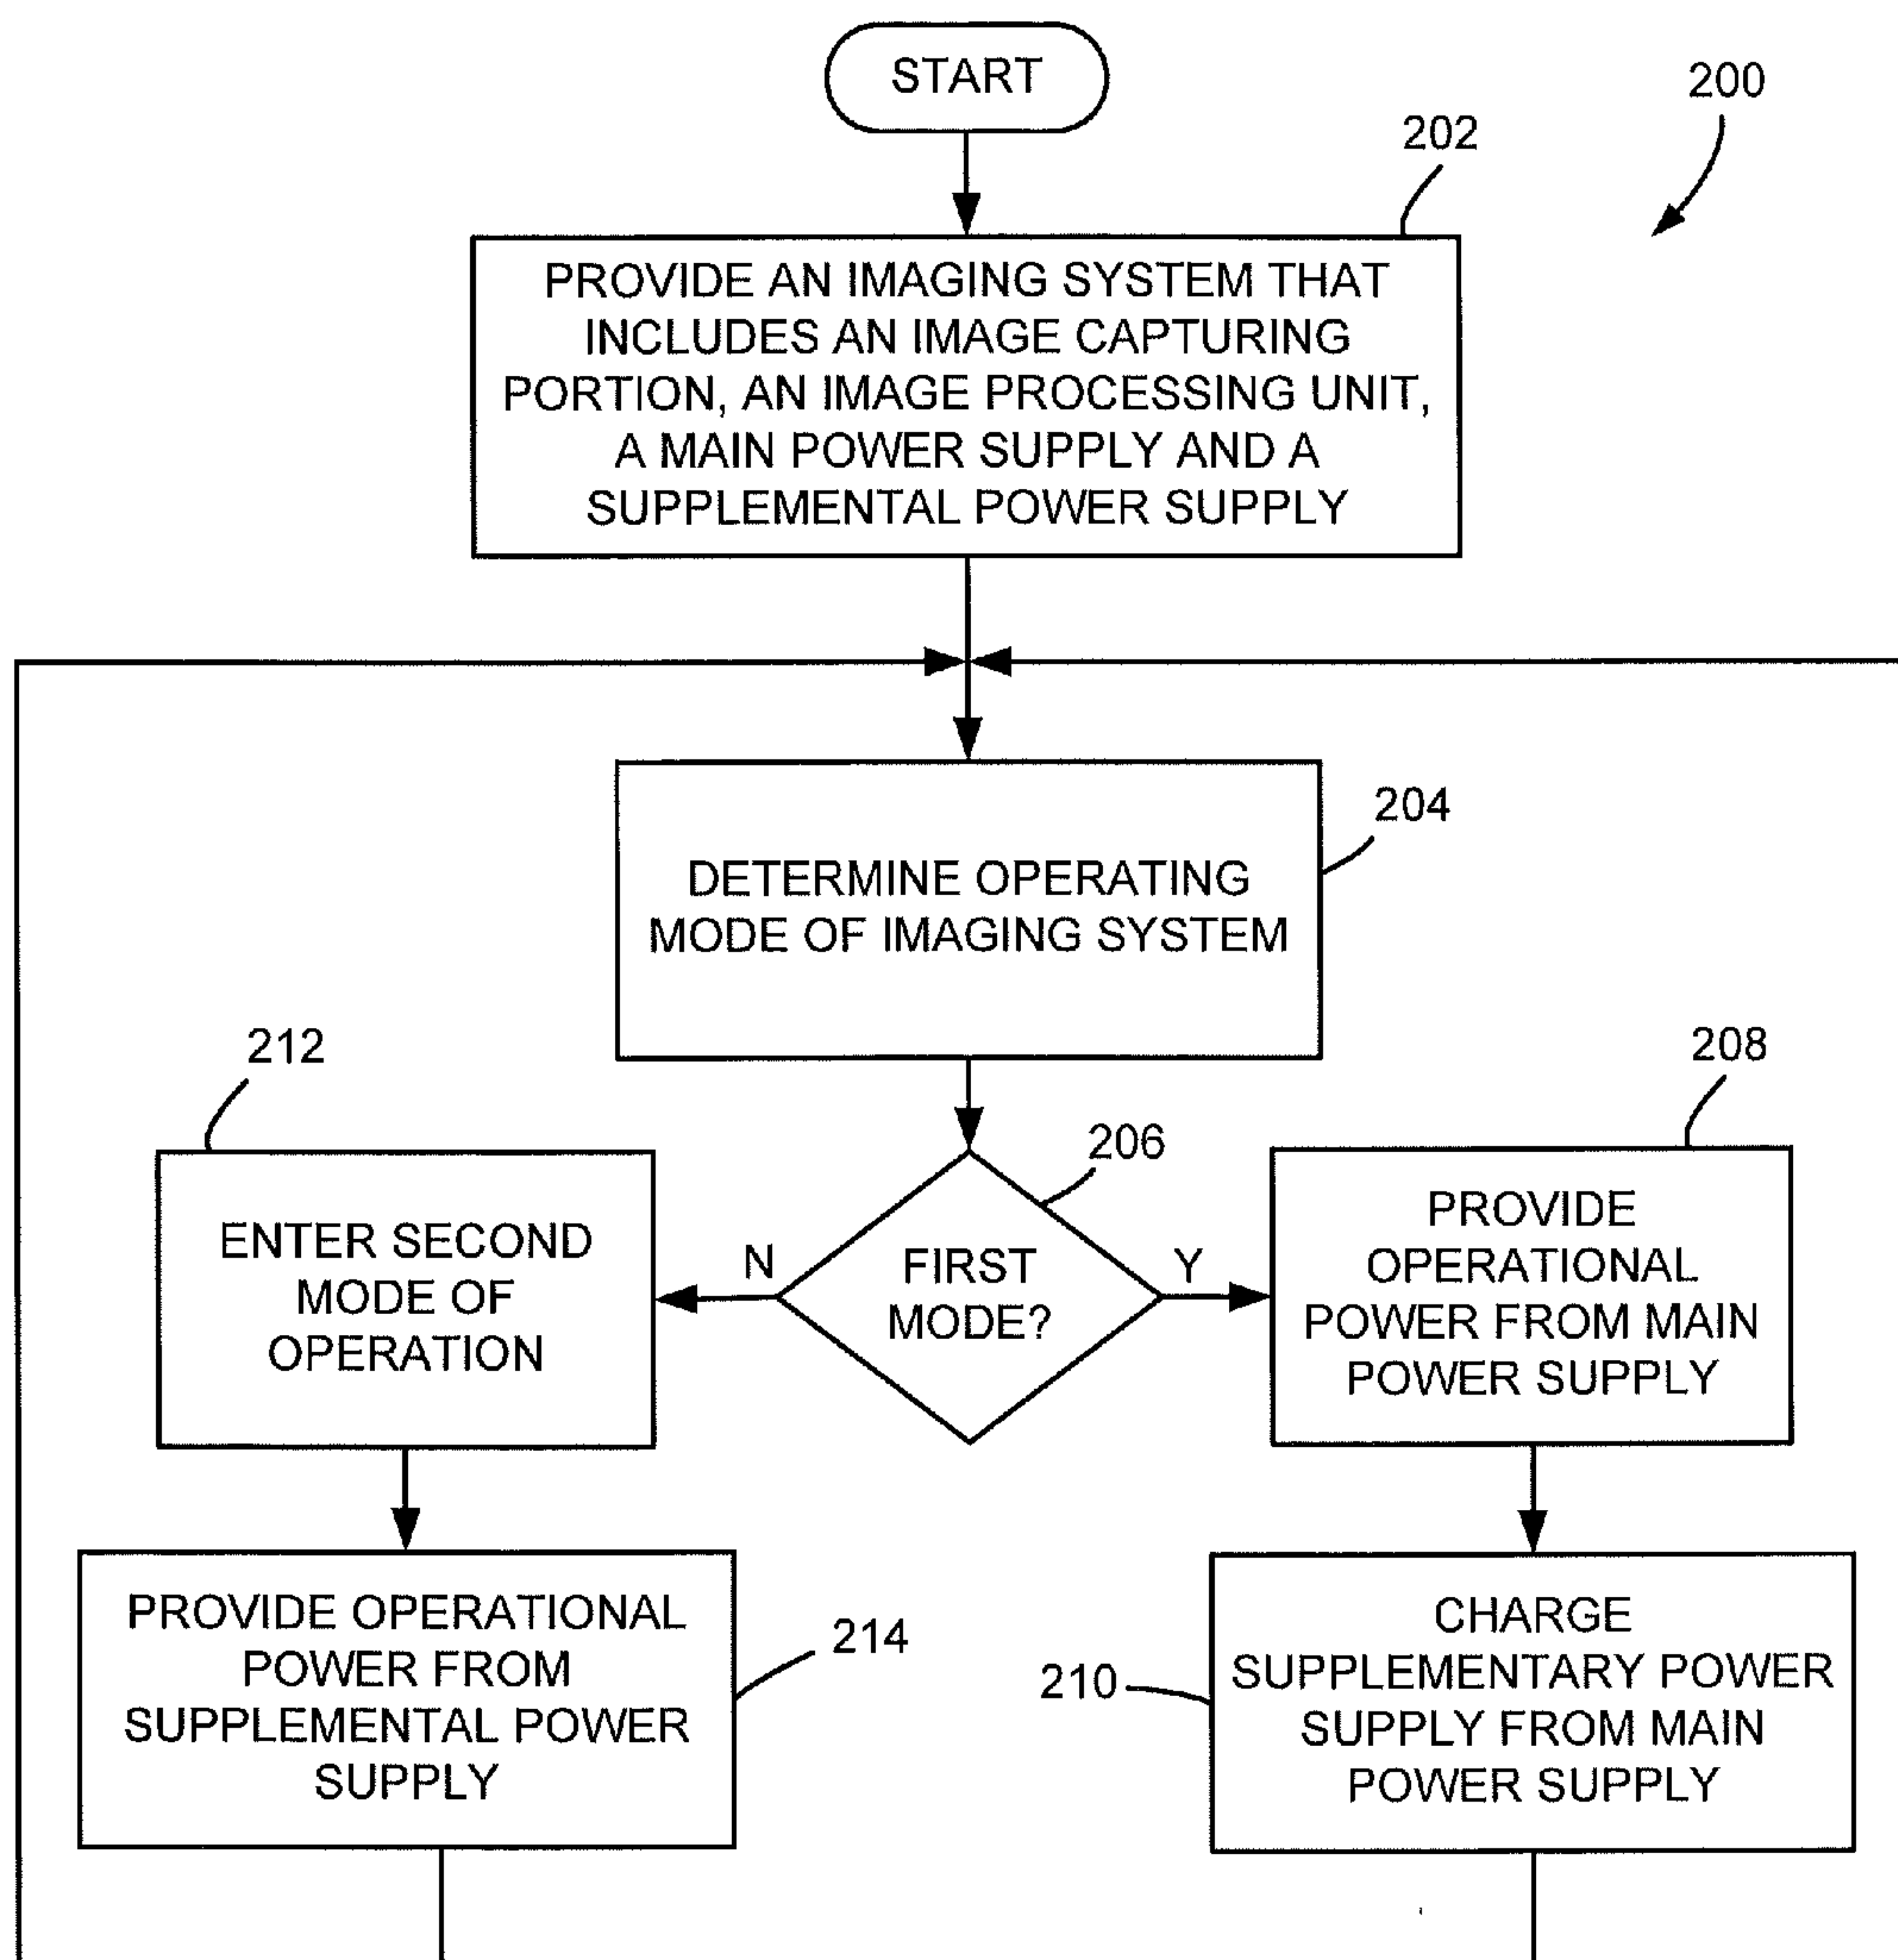 START
200
202
PROVIDE AN IMAGING SYSTEM THAT
INCLUDES AN IMAGE CAPTURING
PORTION, AN IMAGE PROCESSING UNIT,
A MAIN POWER SUPPLY AND A
SUPPLEMENTAL POWER SUPPLY
204
DETERMINE OPERATING
MODE OF IMAGING SYSTEM
212
208
206
ENTER SECOND
MODE OF
OPERATION
N
FIRST
MODE?
Y
PROVIDE
OPERATIONAL
POWER FROM MAIN
POWER SUPPLY
PROVIDE OPERATIONAL
POWER FROM
SUPPLEMENTAL POWER
SUPPLY
214
210
CHARGE
SUPPLEMENTARY POWER
SUPPLY FROM MAIN
POWER SUPPLY